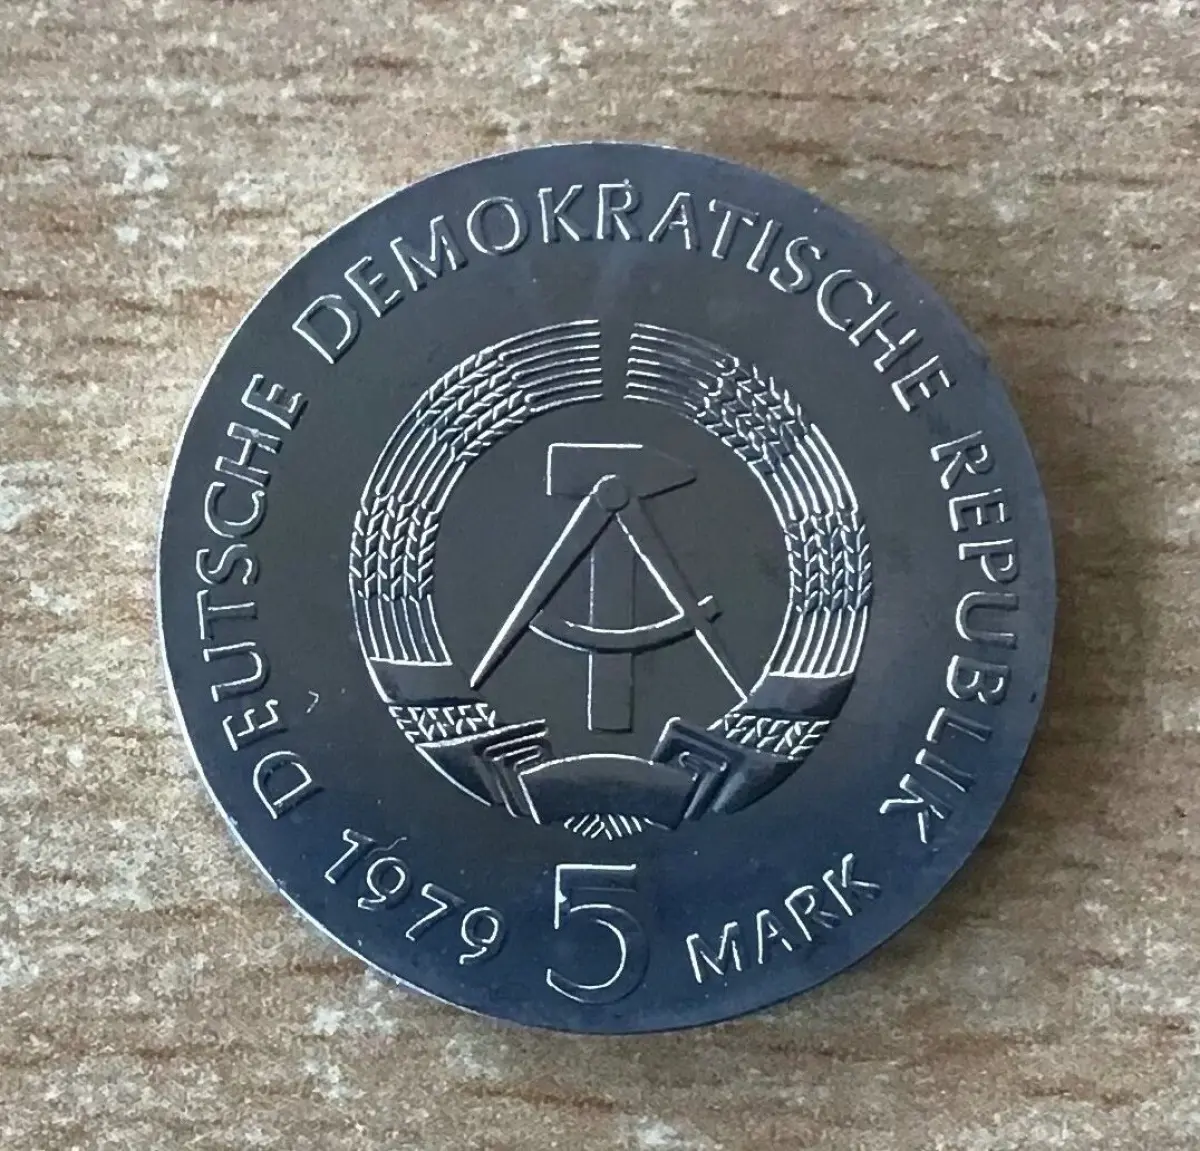 DEUTSCHE DEMOKRATISCHE REPUBLIK
1979 5 MARK